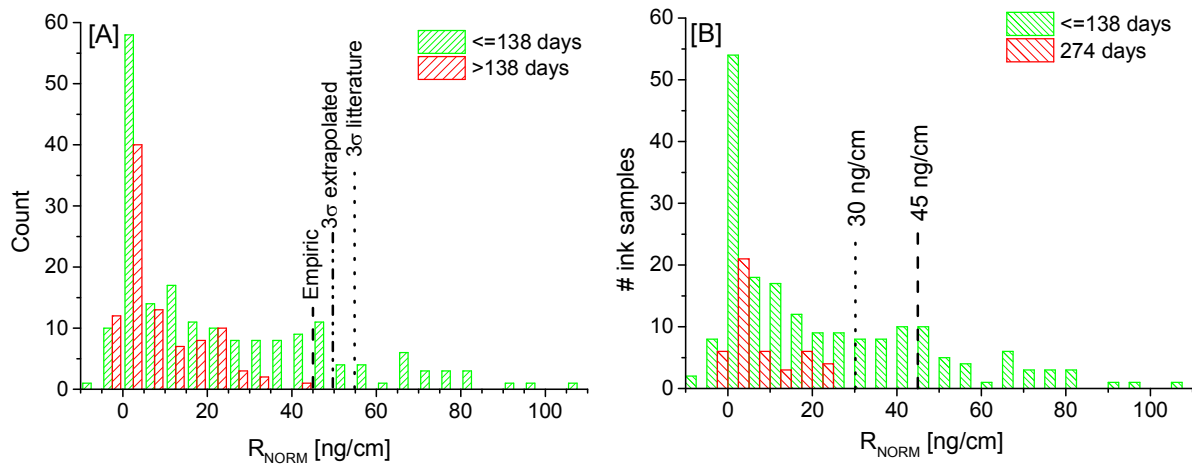 [A]
<=138 days
>138 days
Empiric
3σ extrapolated
3σ litterature
Count
60
50
40
30
20
10
0
0 20 40 60 80 100
R_NORM [ng/cm]
[B]
<=138 days
274 days
30 ng/cm
45 ng/cm
# ink samples
60
50
40
30
20
10
0
0 20 40 60 80 100
R_NORM [ng/cm]